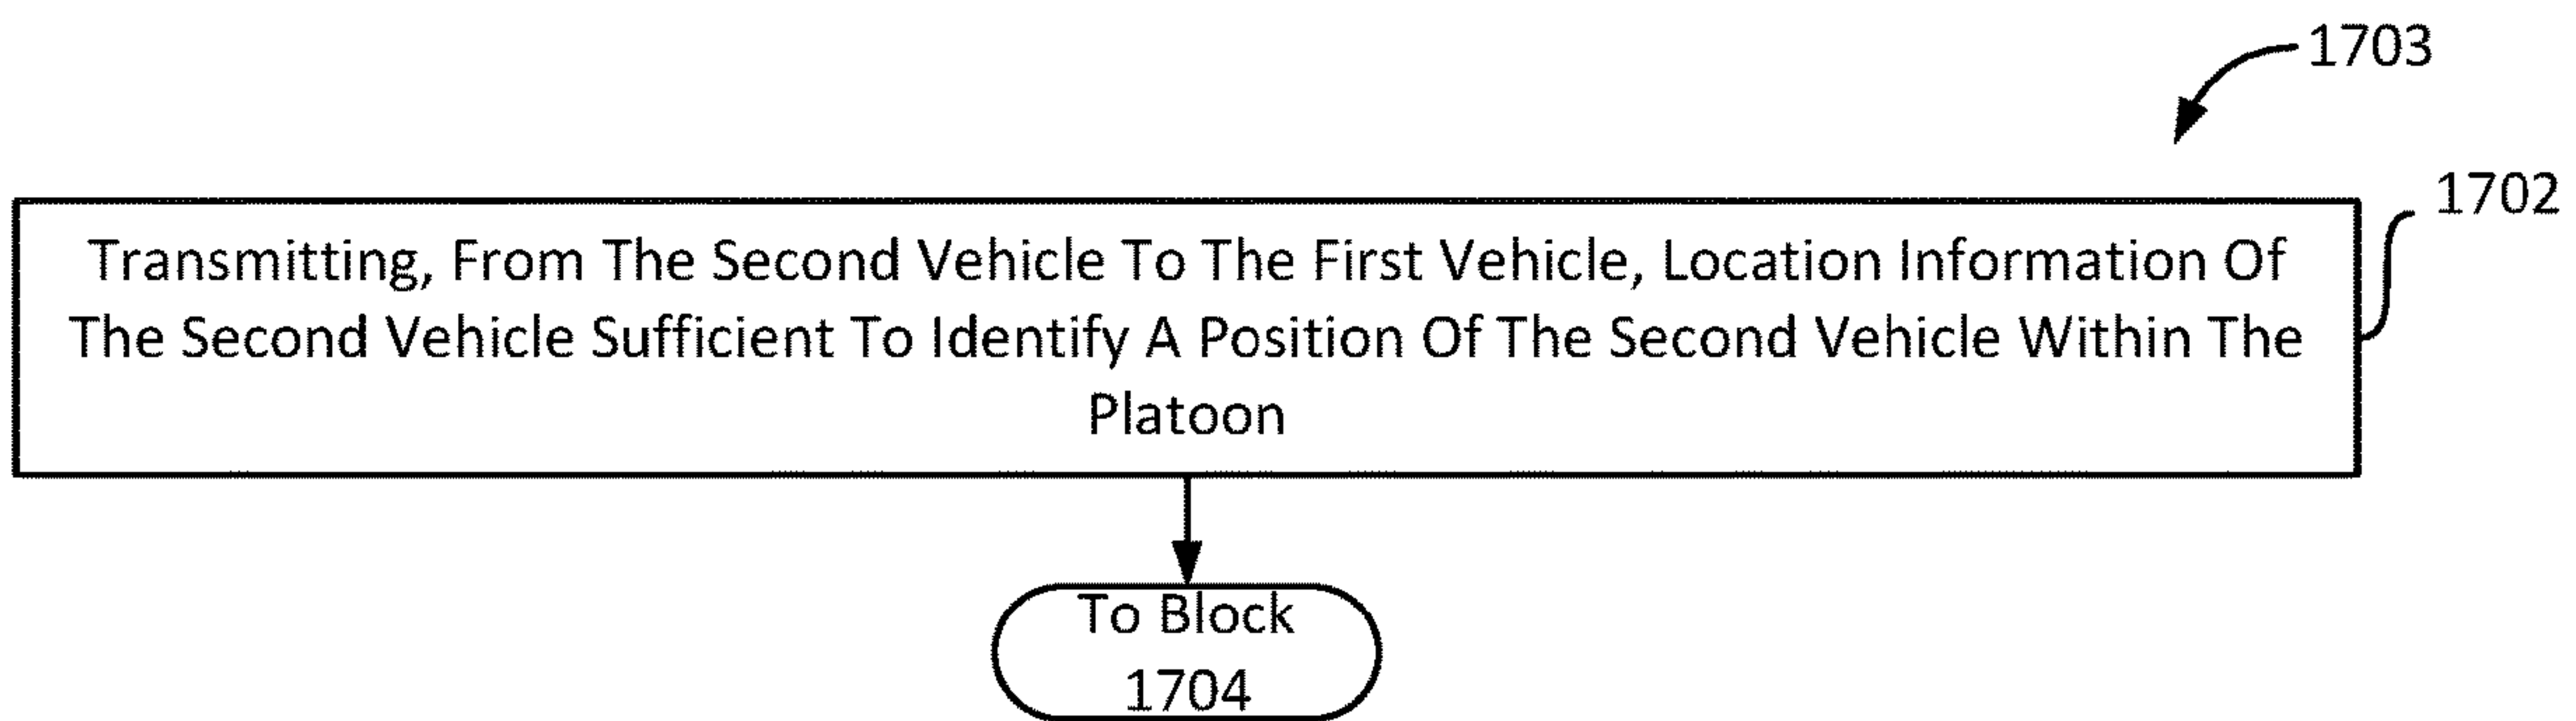 1703
1702
Transmitting, From The Second Vehicle To The First Vehicle, Location Information Of
The Second Vehicle Sufficient To Identify A Position Of The Second Vehicle Within The
Platoon
To Block
1704